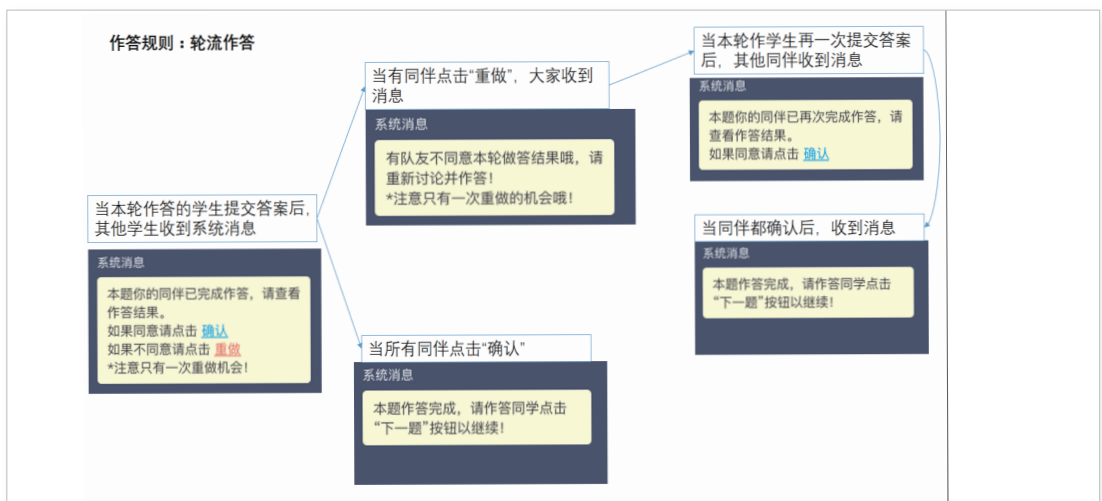 作答规则：轮流作答
当本轮作答的学生提交答案后，
其他学生收到系统消息
系统消息
本题你的同伴已完成作答，请查看
作答结果。
如果同意请点击 确认
如果不同意请点击 重做
*注意只有一次重做机会！
当有同伴点击“重做”，大家收到
消息
系统消息
有队友不同意本轮做答结果哦，请
重新讨论并作答！
*注意只有一次重做的机会哦！
当所有同伴点击“确认”
系统消息
本题作答完成，请作答同学点击
“下一题”按钮以继续！
当本轮作学生再一次提交答案
后，其他同伴收到消息
系统消息
本题你的同伴已再次完成作答，请
查看作答结果。
如果同意请点击 确认
当同伴都确认后，收到消息
系统消息
本题作答完成，请作答同学点击
“下一题”按钮以继续！